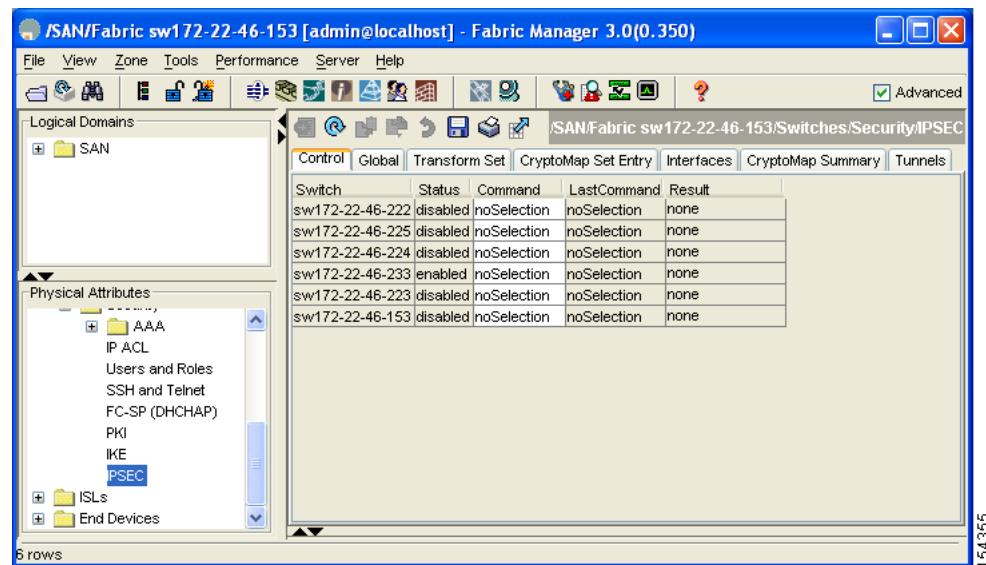 /SAN/Fabric sw172-22-46-153 [admin@localhost] - Fabric Manager 3.0(0.350)
File View Zone Tools Performance Server Help
Advanced
Logical Domains
SAN
/SAN/Fabric sw172-22-46-153/Switches/Security/IPSEC
Control Global Transform Set CryptoMap Set Entry Interfaces CryptoMap Summary Tunnels
Switch Status Command LastCommand Result
sw172-22-46-222 disabled noSelection noSelection none
sw172-22-46-225 disabled noSelection noSelection none
sw172-22-46-224 disabled noSelection noSelection none
sw172-22-46-233 enabled noSelection noSelection none
sw172-22-46-223 disabled noSelection noSelection none
sw172-22-46-153 disabled noSelection noSelection none
Physical Attributes
Security
AAA
IP ACL
Users and Roles
SSH and Telnet
FC-SP (DHCHAP)
PKI
IKE
IPSEC
ISLs
End Devices
6 rows
154355